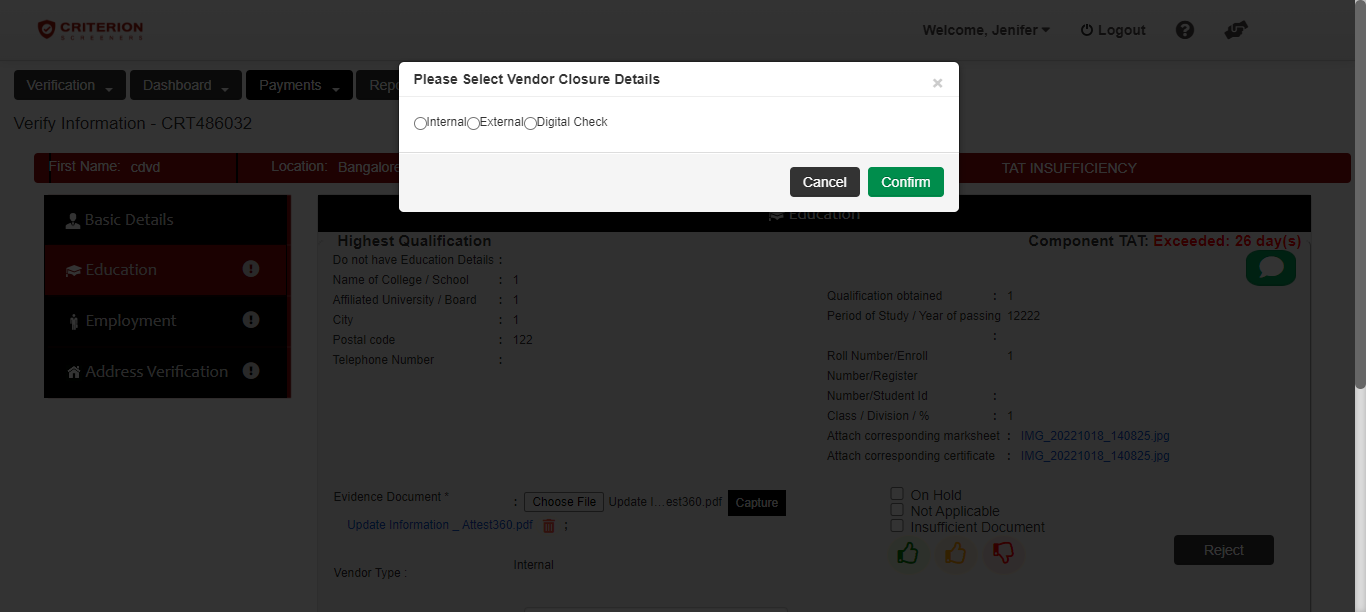 CRITERION
SCREENERS
Welcome, Jenifer
Logout
Verification
Dashboard
Payments
Repo
Please Select Vendor Closure Details
×
Internal
External
Digital Check
Cancel
Confirm
Verify Information - CRT486032
First Name: cdvd
Location: Bangalore
TAT INSUFFICIENCY
Basic Details
Education
Employment
Address Verification
Education
Highest Qualification
Component TAT: Exceeded: 26 day(s)
Do not have Education Details :
Name of College / School : 1
Affiliated University / Board : 1
City : 1
Postal code : 122
Telephone Number :
Qualification obtained : 1
Period of Study / Year of passing 12222
:
Roll Number/Enroll 1
Number/Register
Number/Student Id :
Class / Division / % : 1
Attach corresponding marksheet : IMG_20221018_140825.jpg
Attach corresponding certificate : IMG_20221018_140825.jpg
Evidence Document * : Choose File Update I…est360.pdf Capture
Update Information _ Attest360.pdf ;
On Hold
Not Applicable
Insufficient Document
Reject
Vendor Type : Internal